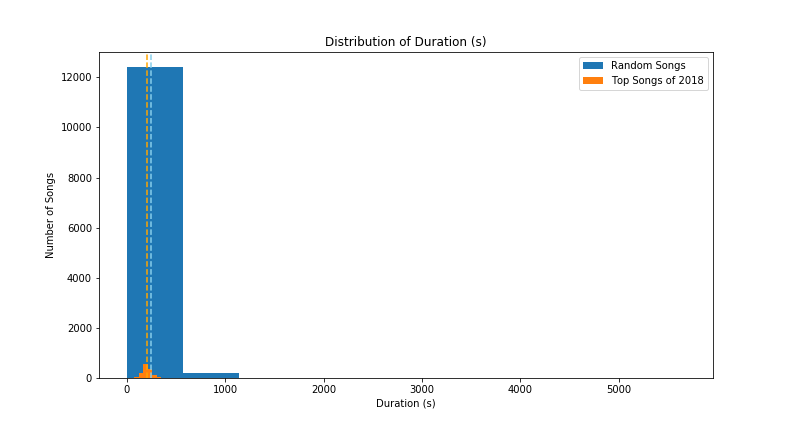 Distribution of Duration (s)
Random Songs
Top Songs of 2018
Number of Songs
12000
10000
8000
6000
4000
2000
0
0 1000 2000 3000 4000 5000
Duration (s)